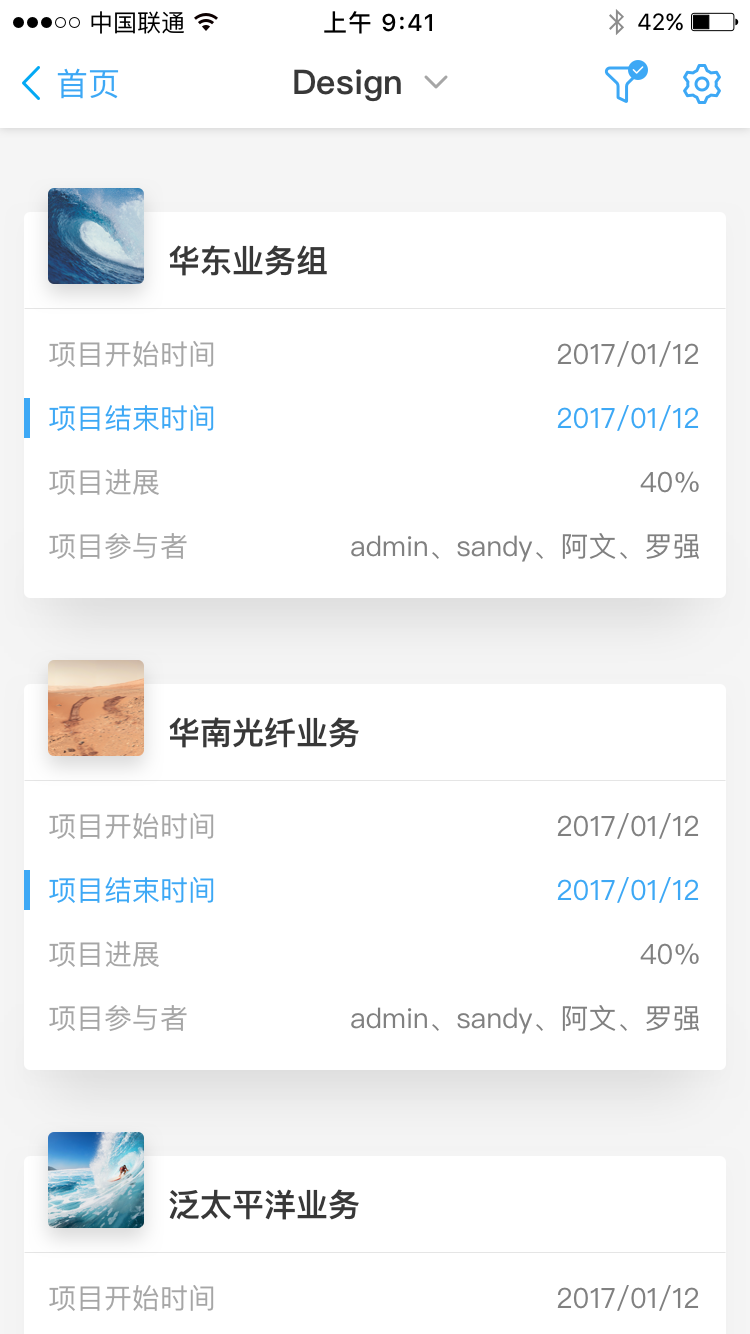 中国联通 上午 9:41 42%
首页 Design
华东业务组
项目开始时间 2017/01/12
项目结束时间 2017/01/12
项目进展 40%
项目参与者 admin、sandy、阿文、罗强
华南光纤业务
项目开始时间 2017/01/12
项目结束时间 2017/01/12
项目进展 40%
项目参与者 admin、sandy、阿文、罗强
泛太平洋业务
项目开始时间 2017/01/12